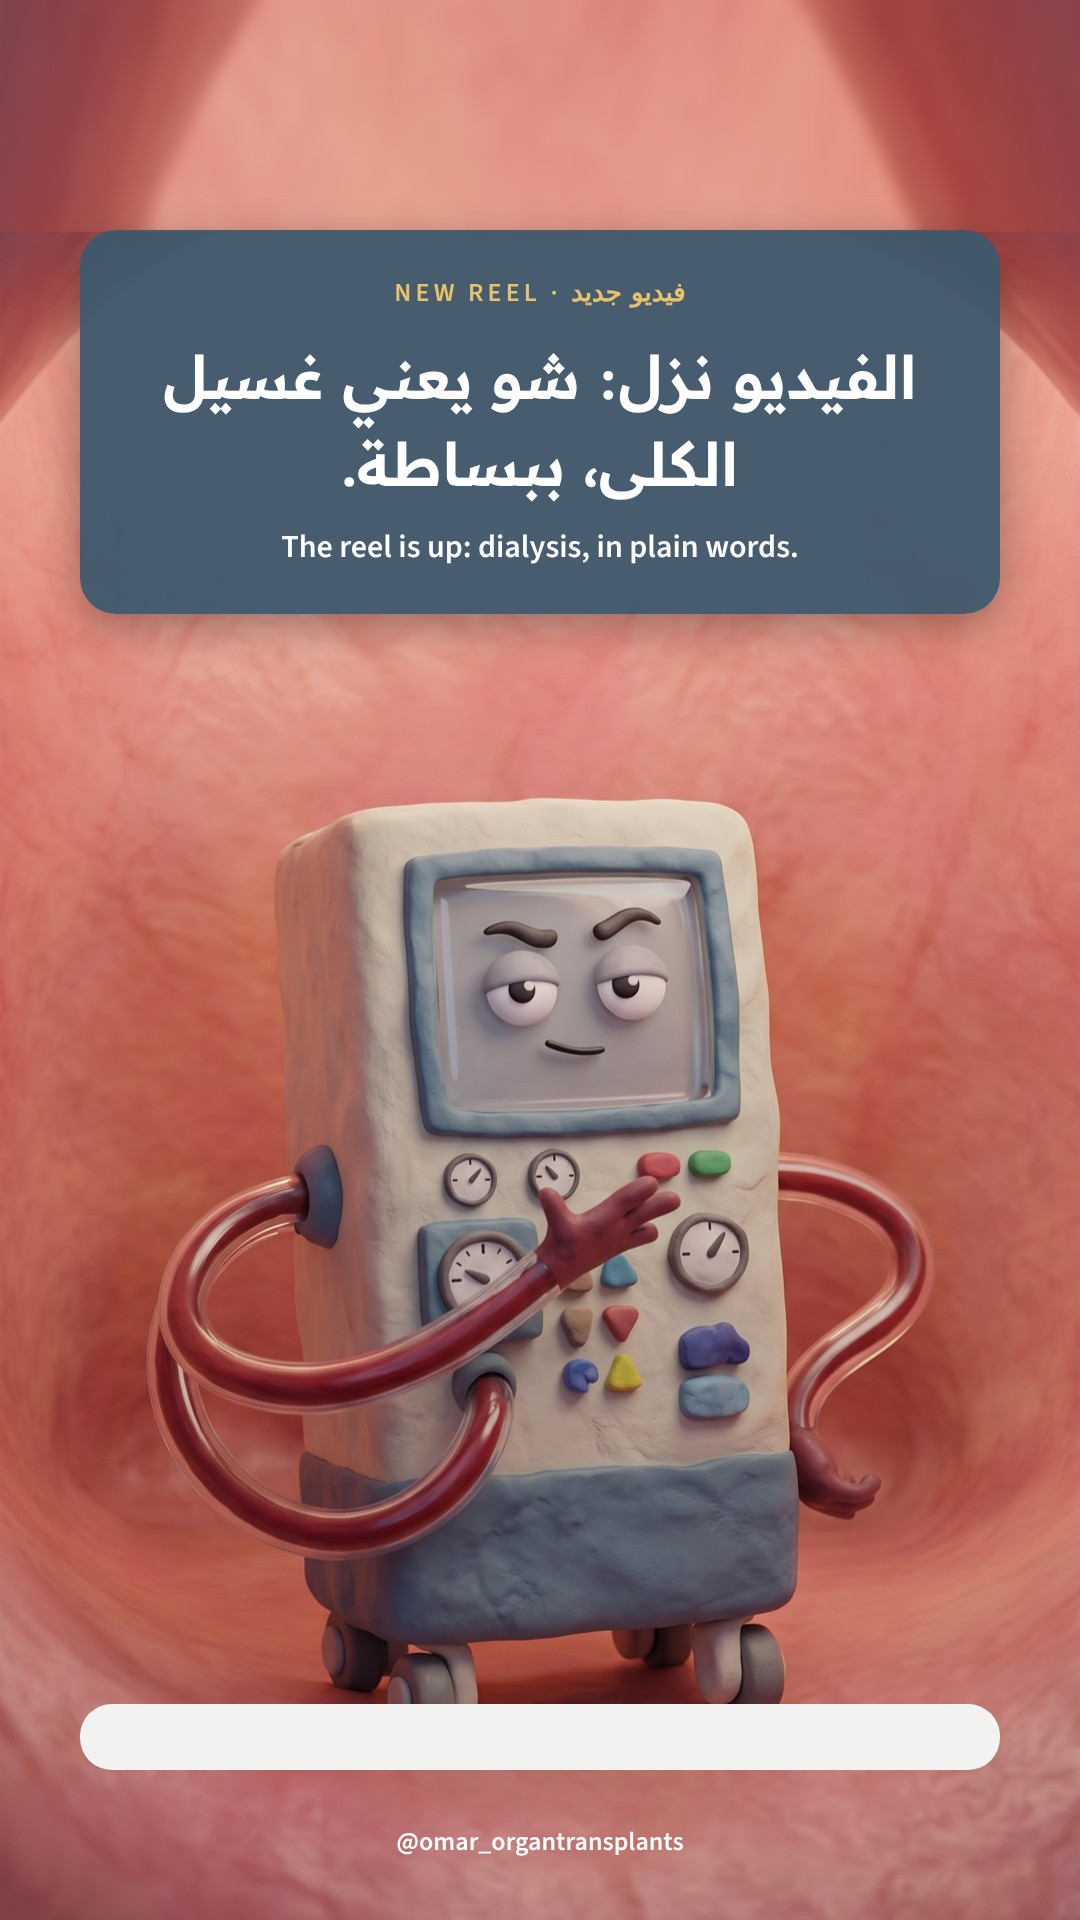 NEW REEL · فيديو جديد
الفيديو نزل: شو يعني غسيل
الكلى، ببساطة.
The reel is up: dialysis, in plain words.
@omar_organtransplants